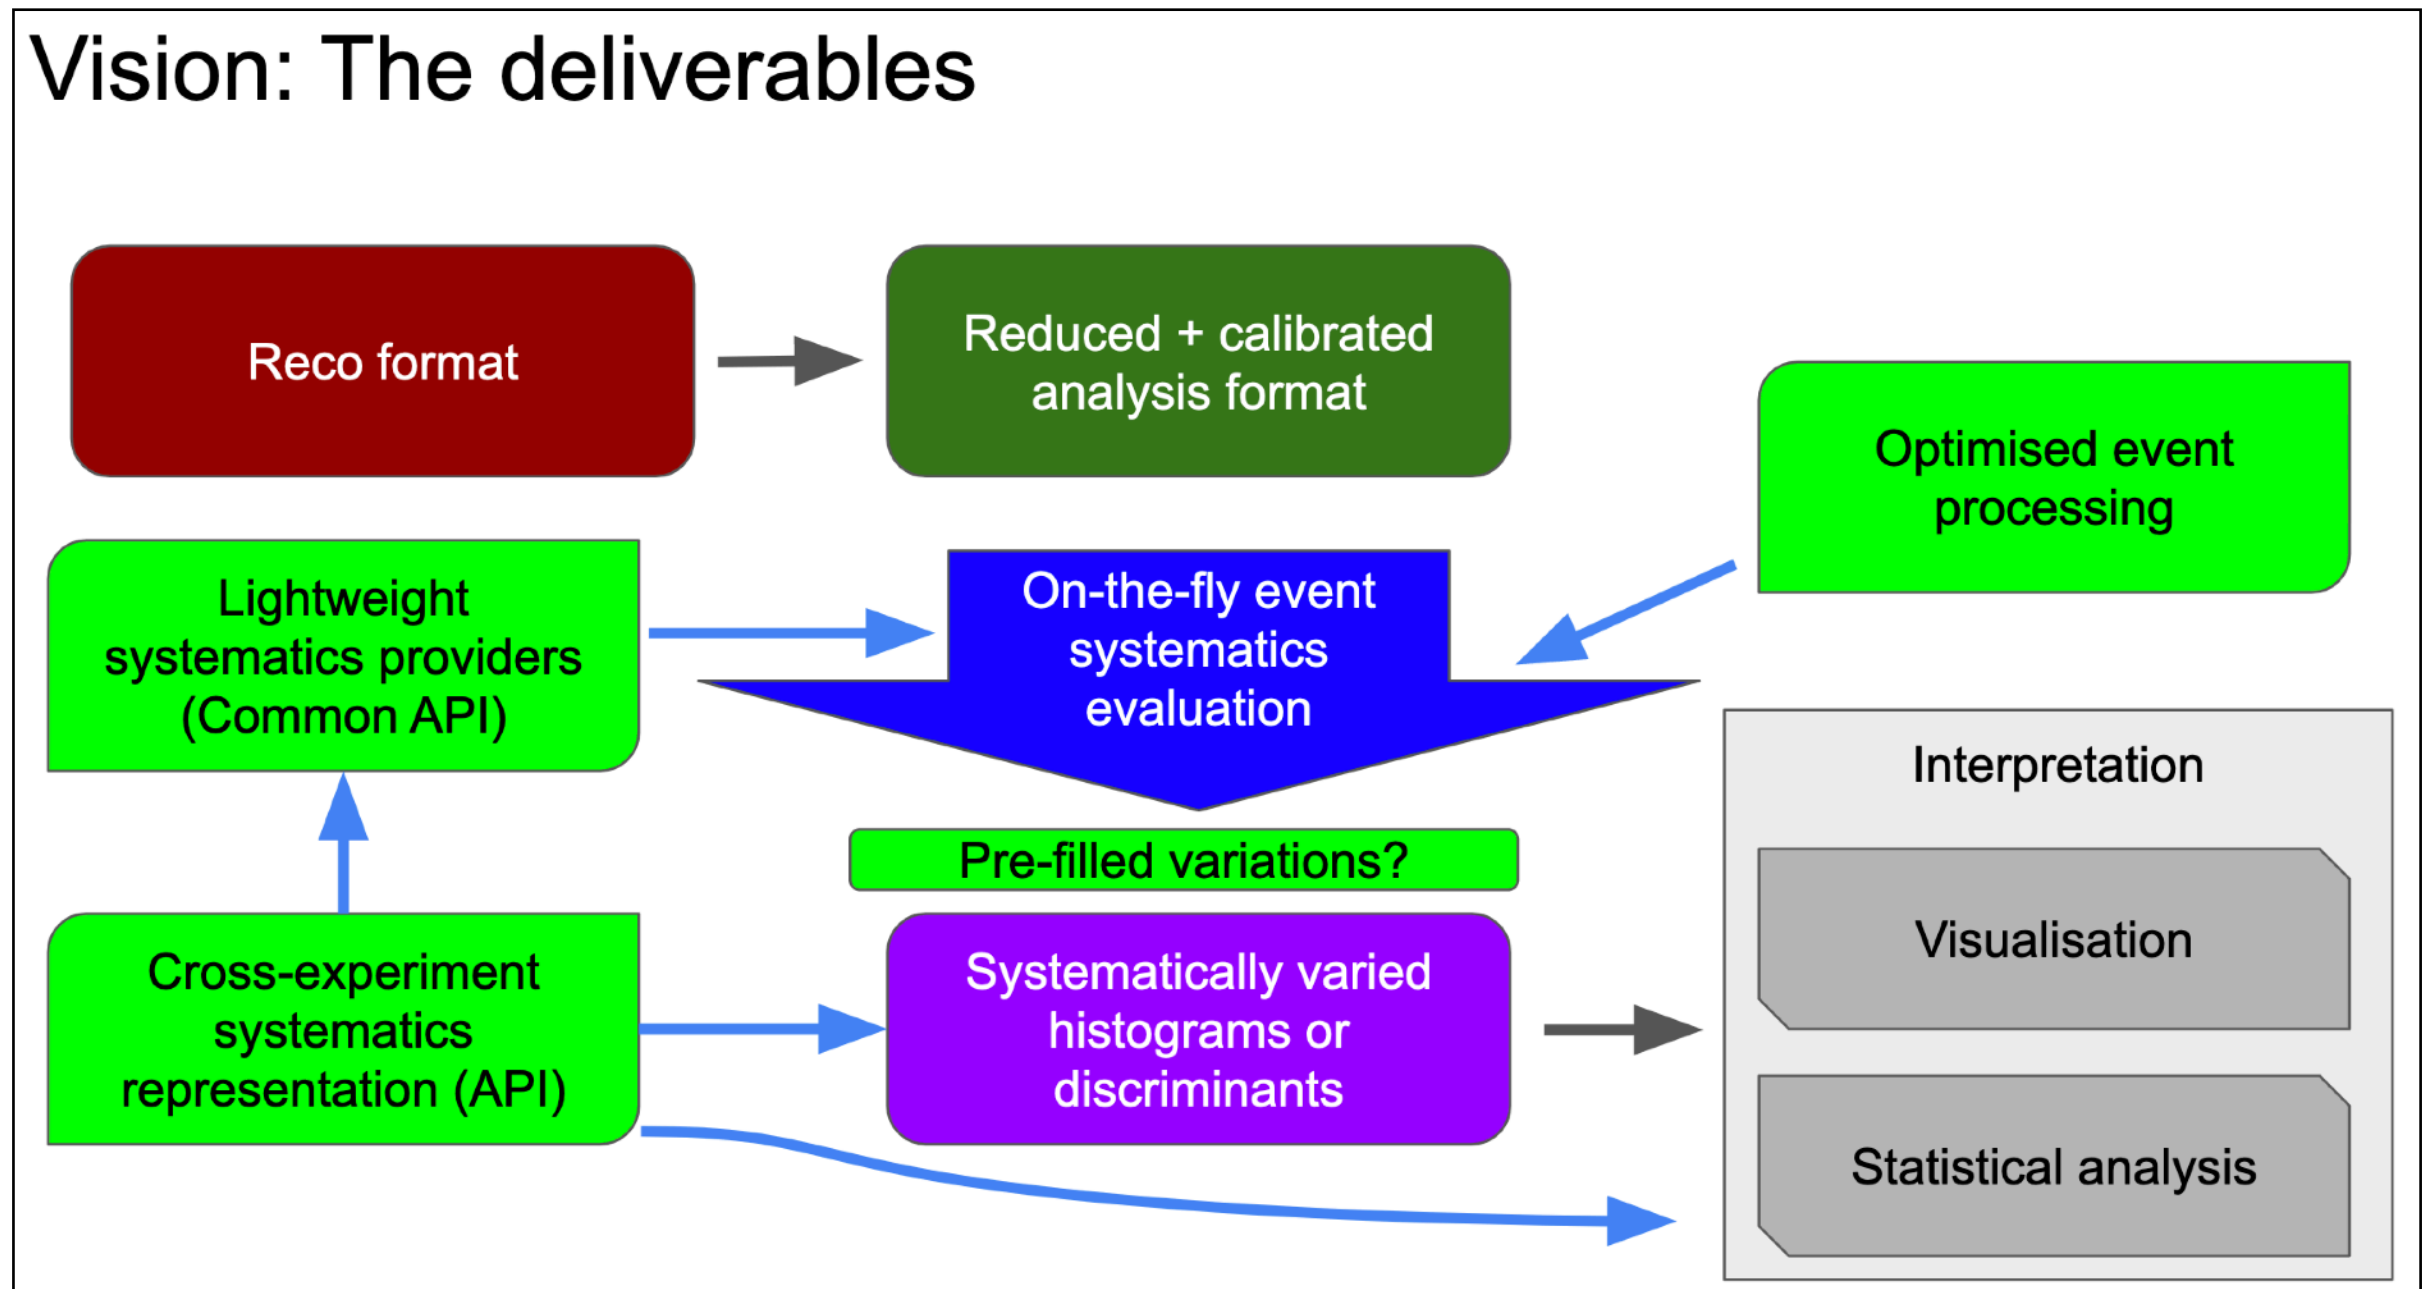 Vision: The deliverables
Reco format
Reduced + calibrated
analysis format
Optimised event
processing
Lightweight
systematics providers
(Common API)
On-the-fly event
systematics
evaluation
Pre-filled variations?
Cross-experiment
systematics
representation (API)
Systematically varied
histograms or
discriminants
Interpretation
Visualisation
Statistical analysis